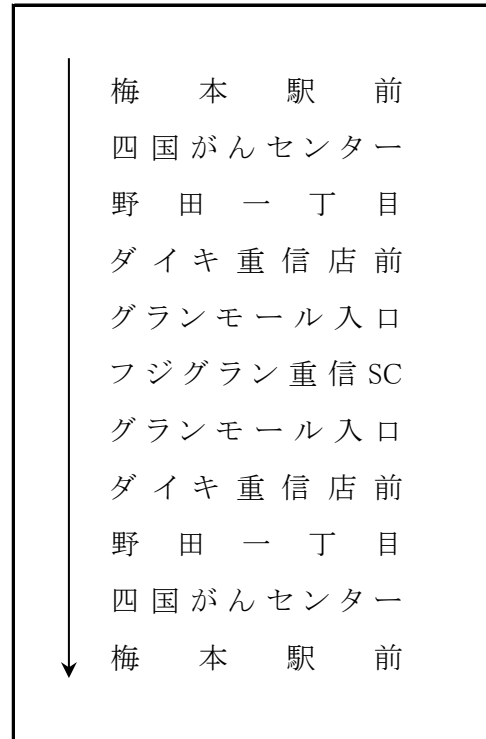 梅本駅前
四国がんセンター
野田一丁目
ダイキ重信店前
グランモール入口
フジグラン重信SC
グランモール入口
ダイキ重信店前
野田一丁目
四国がんセンター
梅本駅前